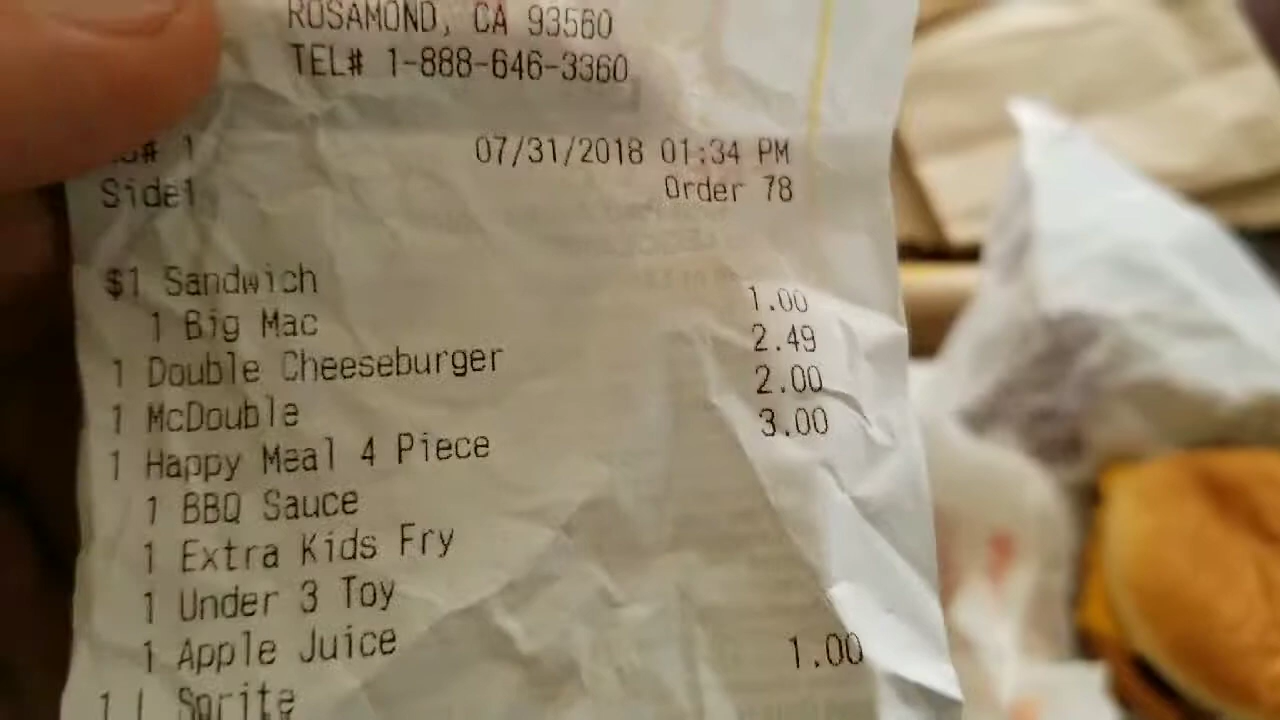 ROSAMOND, CA 93560
TEL# 1-888-646-3360
# 1 07/31/2018 01:34 PM
Side1 Order 78
$1 Sandwich
1 Big Mac 1.00
1 Double Cheeseburger 2.49
1 McDouble 2.00
1 Happy Meal 4 Piece 3.00
1 BBQ Sauce
1 Extra Kids Fry
1 Under 3 Toy
1 Apple Juice
1 L Sprite 1.00